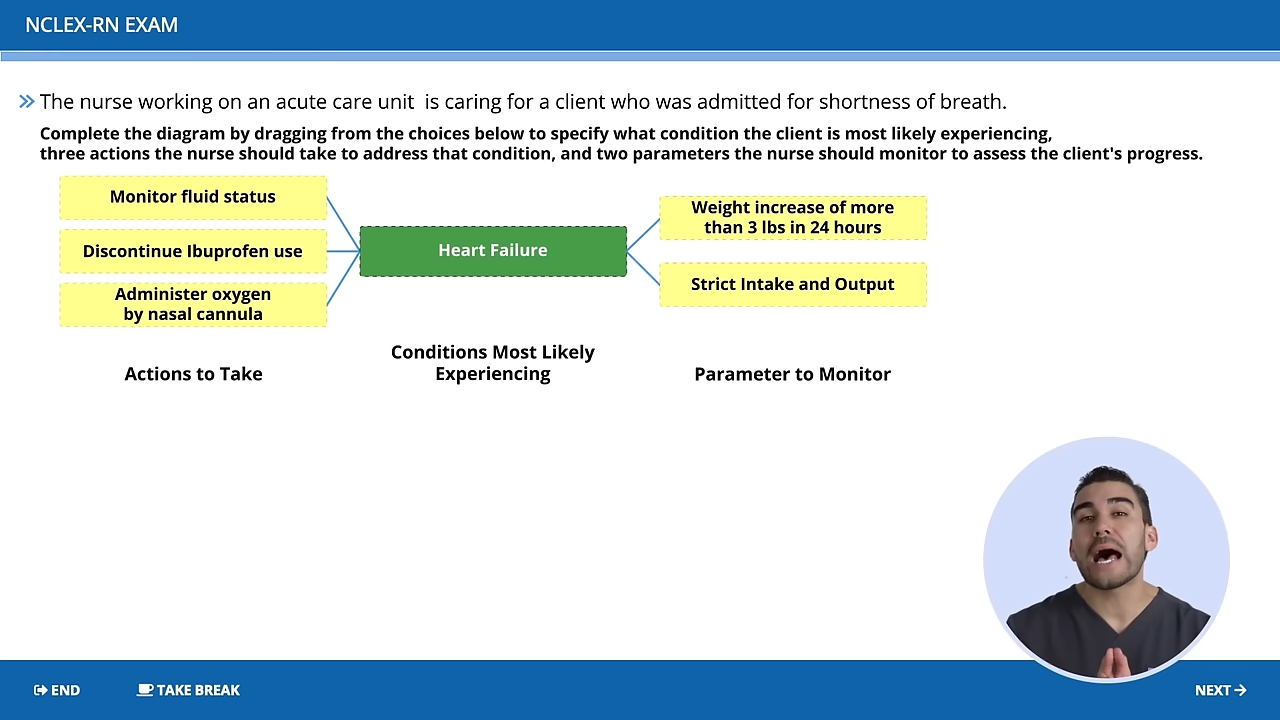 NCLEX-RN EXAM
The nurse working on an acute care unit is caring for a client who was admitted for shortness of breath.
Complete the diagram by dragging from the choices below to specify what condition the client is most likely experiencing,
three actions the nurse should take to address that condition, and two parameters the nurse should monitor to assess the client's progress.
Monitor fluid status
Discontinue Ibuprofen use
Administer oxygen
by nasal cannula
Actions to Take
Heart Failure
Conditions Most Likely
Experiencing
Weight increase of more
than 3 lbs in 24 hours
Strict Intake and Output
Parameter to Monitor
END
TAKE BREAK
NEXT